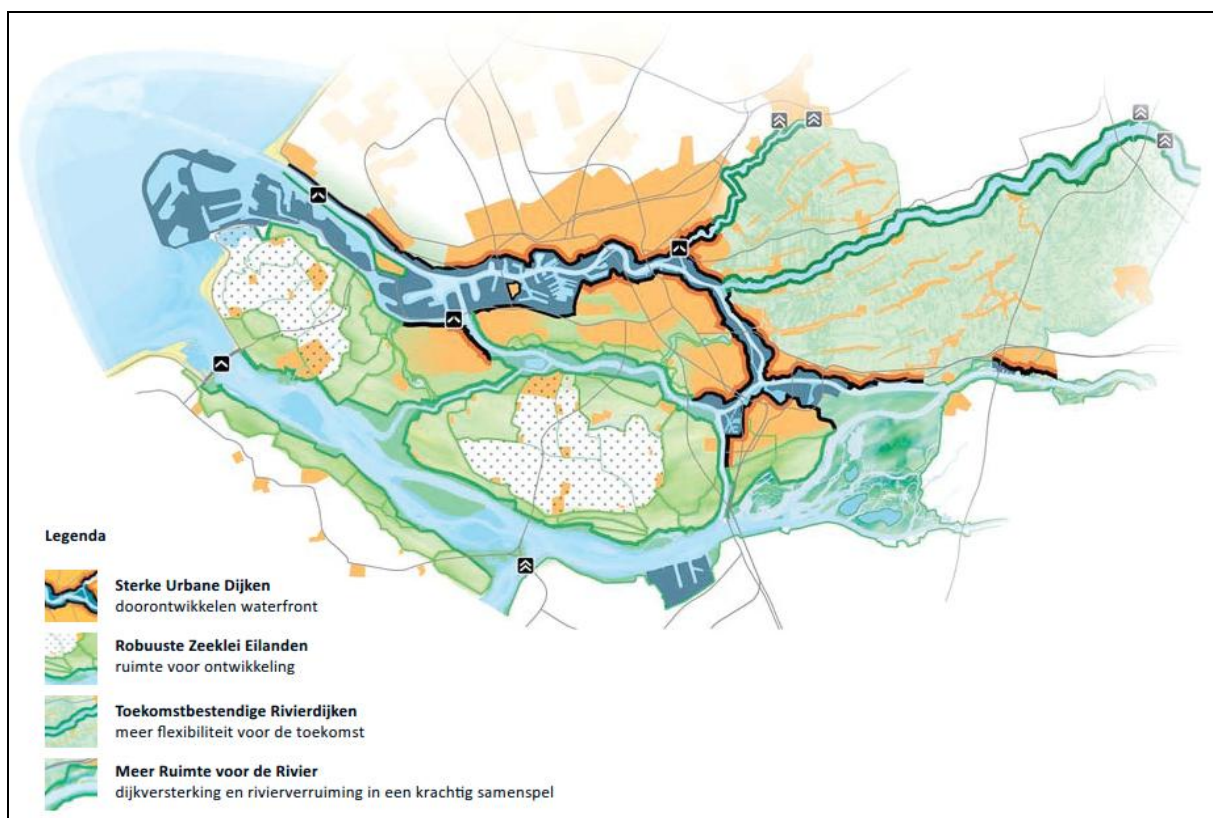 Legenda
Sterke Urbane Dijken
doorontwikkelen waterfront
Robuuste Zeeklei Eilanden
ruimte voor ontwikkeling
Toekomstbestendige Rivierdijken
meer flexibiliteit voor de toekomst
Meer Ruimte voor de Rivier
dijkversterking en rivierverruiming in een krachtig samenspel